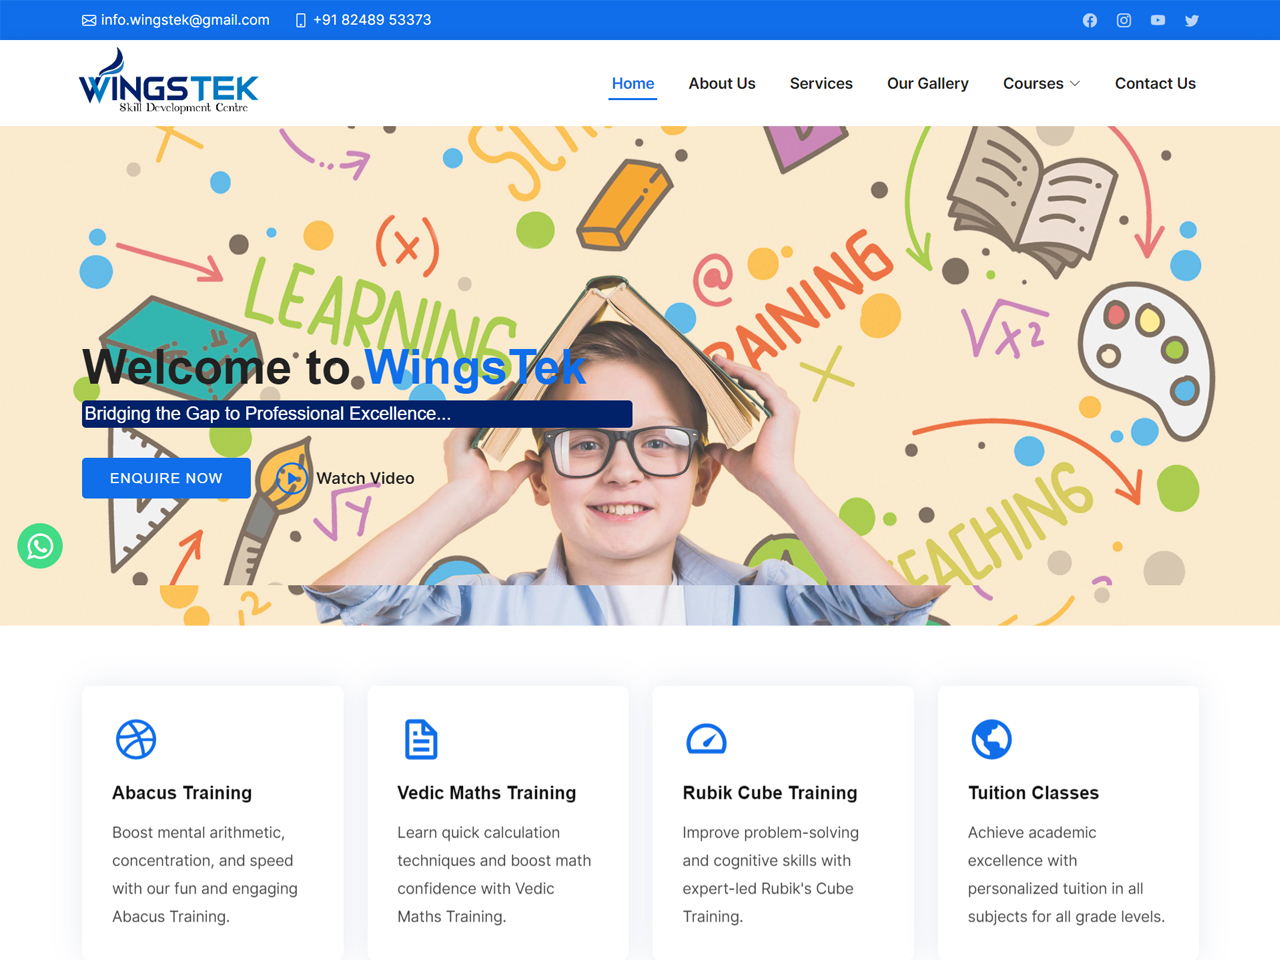 info.wingstek@gmail.com +91 82489 53373
WINGSTEK
Skill Development Centre
Home About Us Services Our Gallery Courses Contact Us
(x)
LEARNING
@
TRAINING
√x2
Welcome to WingsTek
Bridging the Gap to Professional Excellence...
ENQUIRE NOW Watch Video
√y
A
TEACHING
Abacus Training
Boost mental arithmetic,
concentration, and speed
with our fun and engaging
Abacus Training.
Vedic Maths Training
Learn quick calculation
techniques and boost math
confidence with Vedic
Maths Training.
Rubik Cube Training
Improve problem-solving
and cognitive skills with
expert-led Rubik's Cube
Training.
Tuition Classes
Achieve academic
excellence with
personalized tuition in all
subjects for all grade levels.